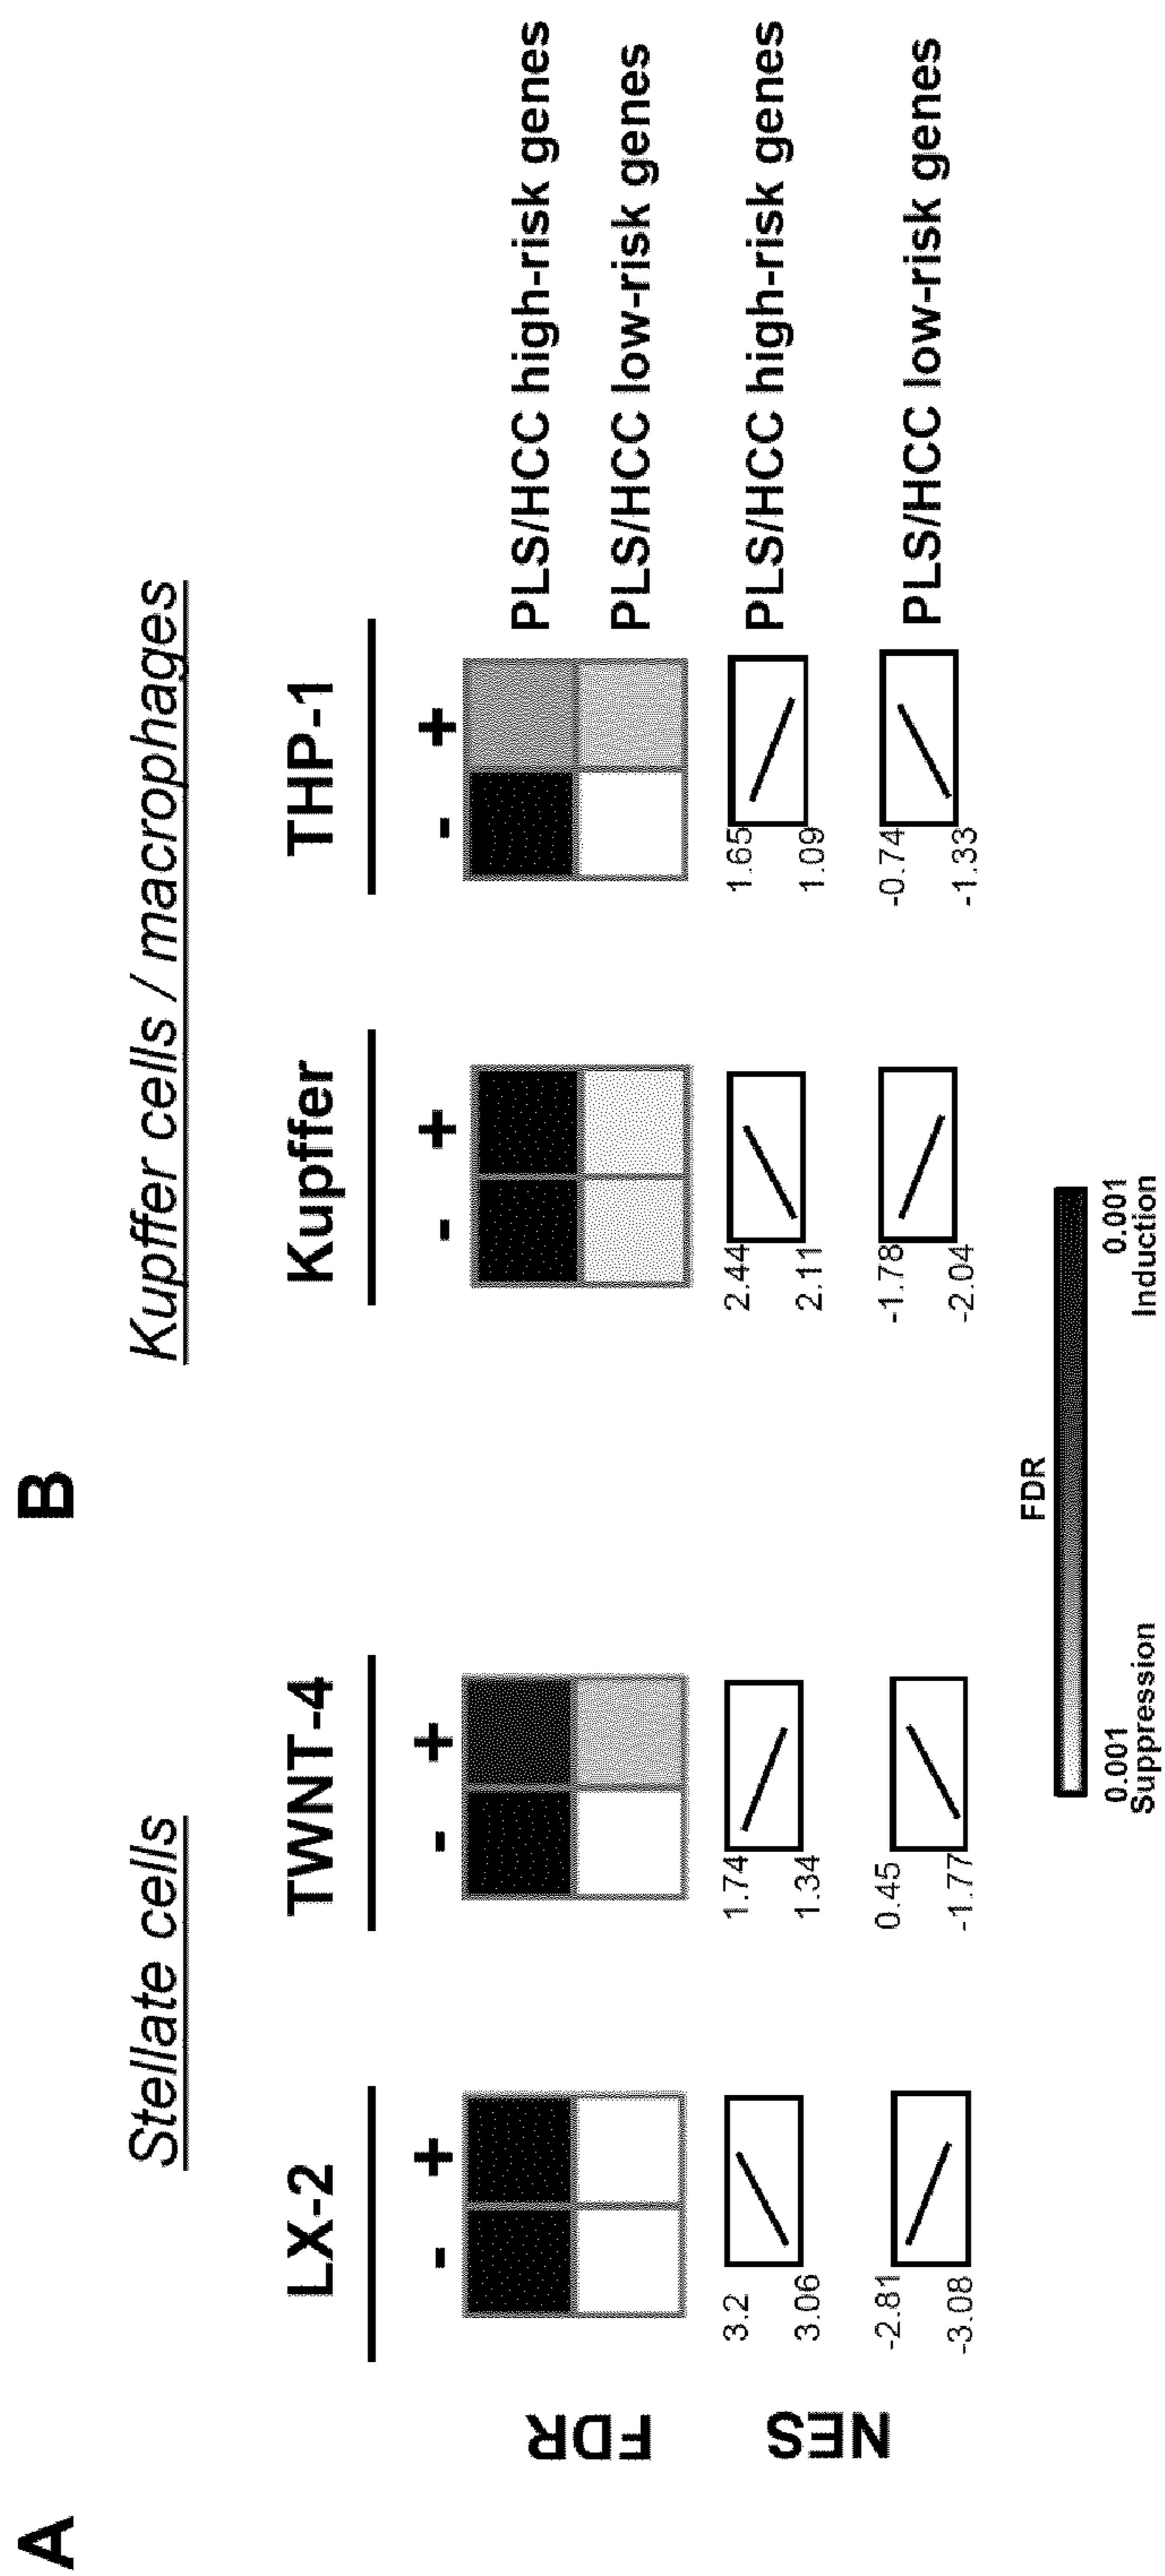 A
B
Stellate cells
Kupffer cells / macrophages
LX-2
TWNT-4
Kupffer
THP-1
- + - + - + - +
FDR
PLS/HCC high-risk genes
PLS/HCC low-risk genes
NES
3.2
3.06
1.74
1.34
2.44
2.11
1.65
1.09
PLS/HCC high-risk genes
-2.81
-3.08
0.45
-1.77
-1.78
-2.04
-0.74
-1.33
PLS/HCC low-risk genes
FDR
0.001
Suppression
0.001
Induction